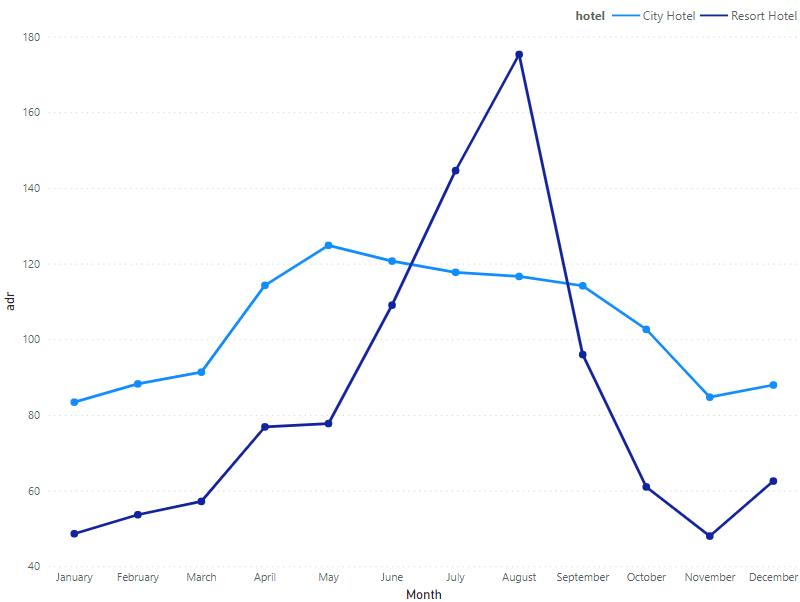 hotel City Hotel Resort Hotel
180
160
140
120
100
80
60
40
adr
January February March April May June July August September October November December
Month